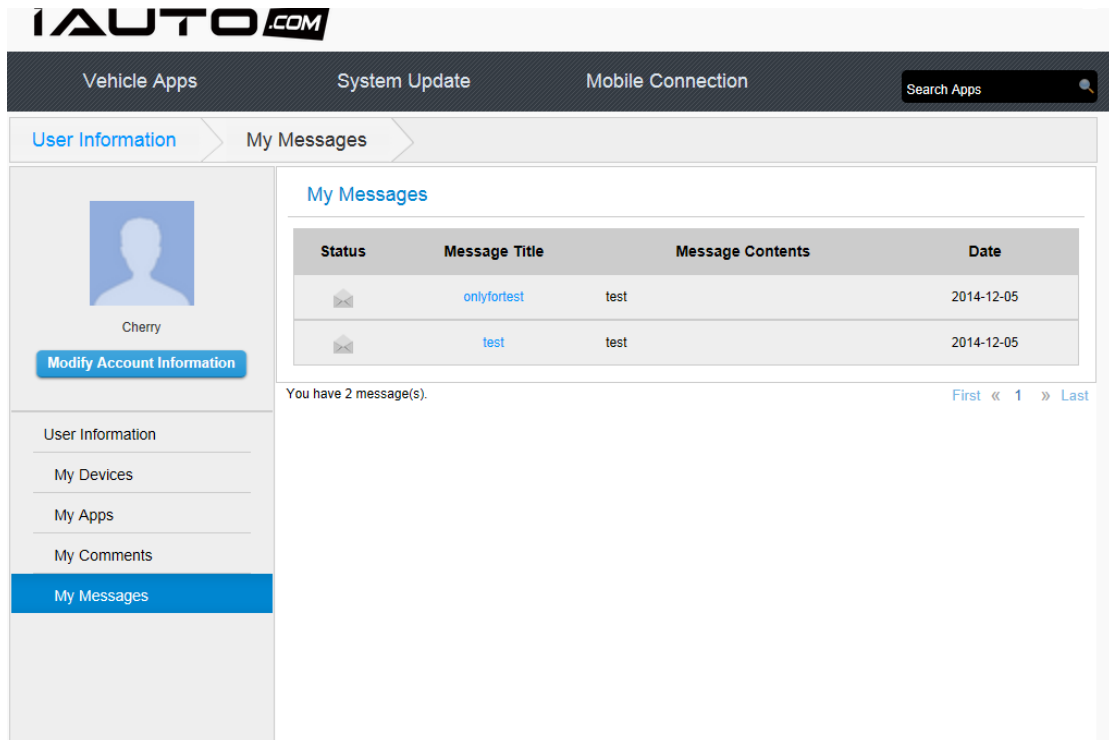 iAUTO.COM
Vehicle Apps System Update Mobile Connection Search Apps
User Information My Messages
My Messages
Status Message Title Message Contents Date
onlyfortest test 2014-12-05
test test 2014-12-05
You have 2 message(s). First « 1 » Last
Cherry
Modify Account Information
User Information
My Devices
My Apps
My Comments
My Messages